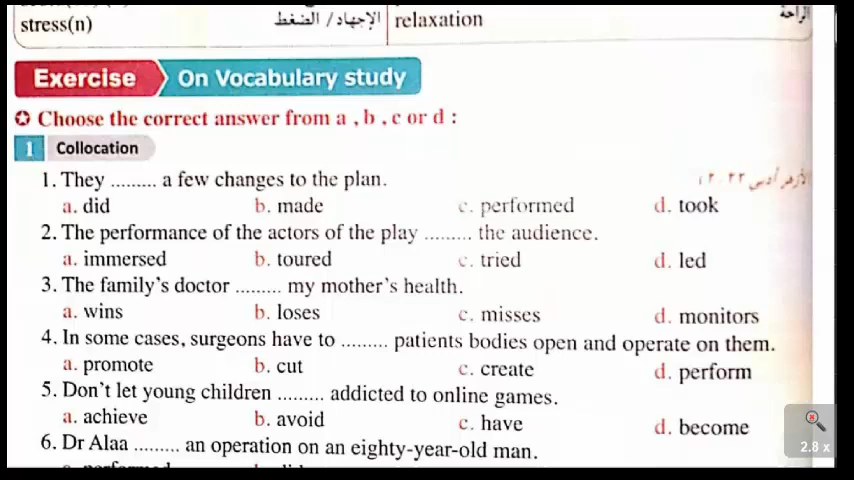 stress(n) الإجهاد / الضغط relaxation الراحة
Exercise On Vocabulary study
✪ Choose the correct answer from a , b , c or d :
1 Collocation
1. They ......... a few changes to the plan. الأزهر أدبي ٢٠٢٢
a. did b. made c. performed d. took
2. The performance of the actors of the play ......... the audience.
a. immersed b. toured c. tried d. led
3. The family's doctor ......... my mother's health.
a. wins b. loses c. misses d. monitors
4. In some cases, surgeons have to ......... patients bodies open and operate on them.
a. promote b. cut c. create d. perform
5. Don't let young children ......... addicted to online games.
a. achieve b. avoid c. have d. become
6. Dr Alaa ......... an operation on an eighty-year-old man.
2.8 x